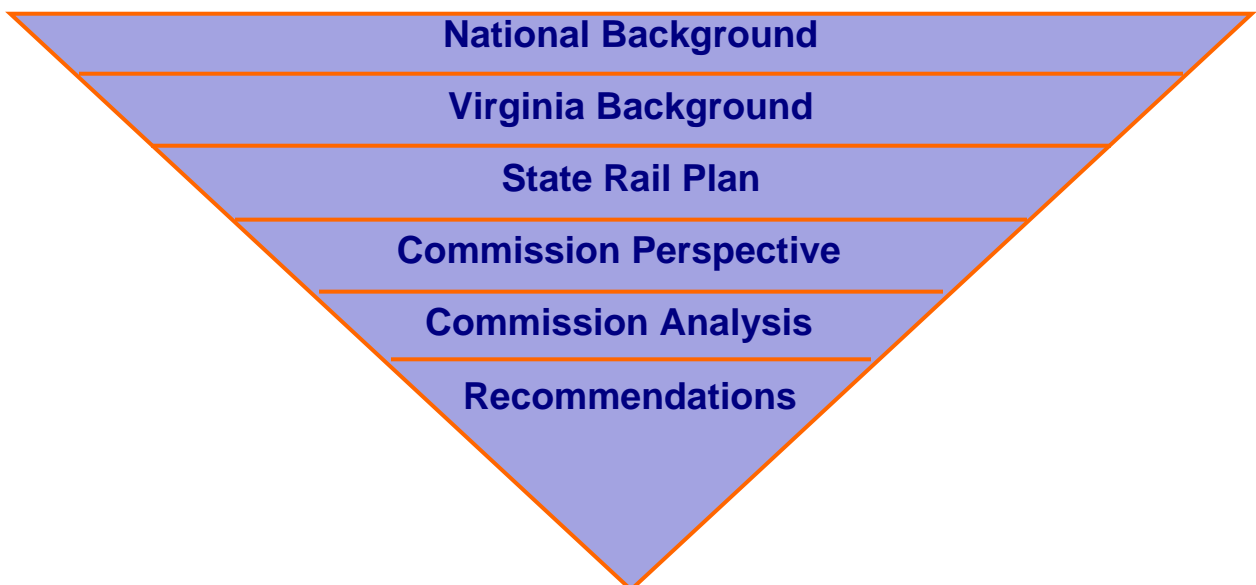 National Background
Virginia Background
State Rail Plan
Commission Perspective
Commission Analysis
Recommendations